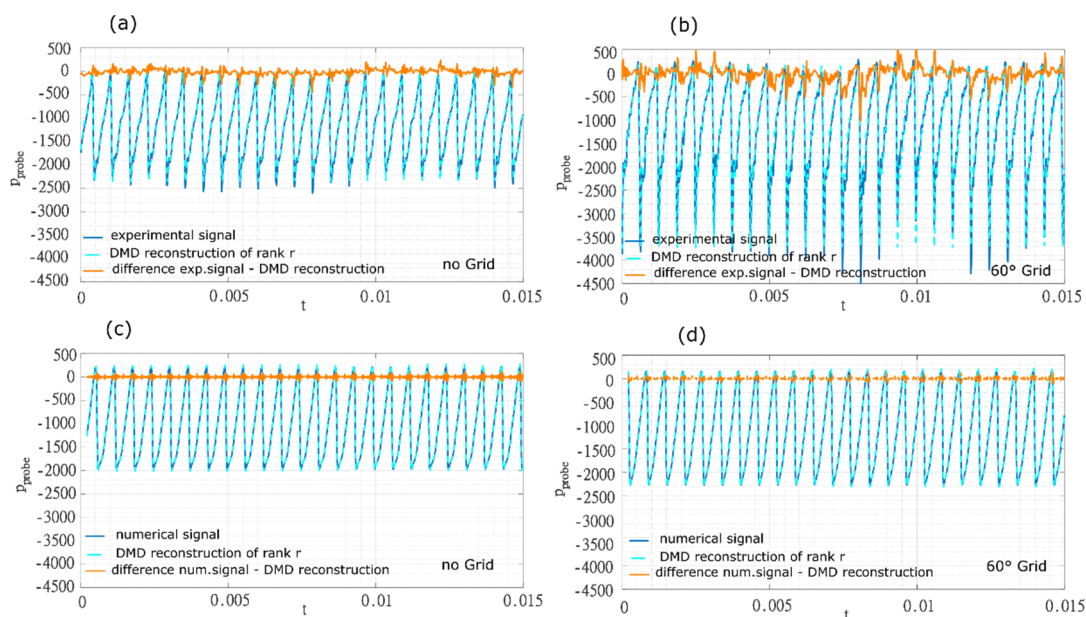 (a)
500
0
-500
-1000
-1500
-2000
-2500
-3000
-3500
-4000
-4500
p_probe
experimental signal
DMD reconstruction of rank r
difference exp.signal - DMD reconstruction
no Grid
0
0.005
0.01
0.015
t
(b)
500
0
-500
-1000
-1500
-2000
-2500
-3000
-3500
-4000
-4500
p_probe
experimental signal
DMD reconstruction of rank r
difference exp.signal - DMD reconstruction
60° Grid
0
0.005
0.01
0.015
t
(c)
500
0
-500
-1000
-1500
-2000
-2500
-3000
-3500
-4000
-4500
p_probe
numerical signal
DMD reconstruction of rank r
difference num.signal - DMD reconstruction
no Grid
0
0.005
0.01
0.015
t
(d)
500
0
-500
-1000
-1500
-2000
-2500
-3000
-3500
-4000
-4500
p_probe
numerical signal
DMD reconstruction of rank r
difference num.signal - DMD reconstruction
60° Grid
0
0.005
0.01
0.015
t